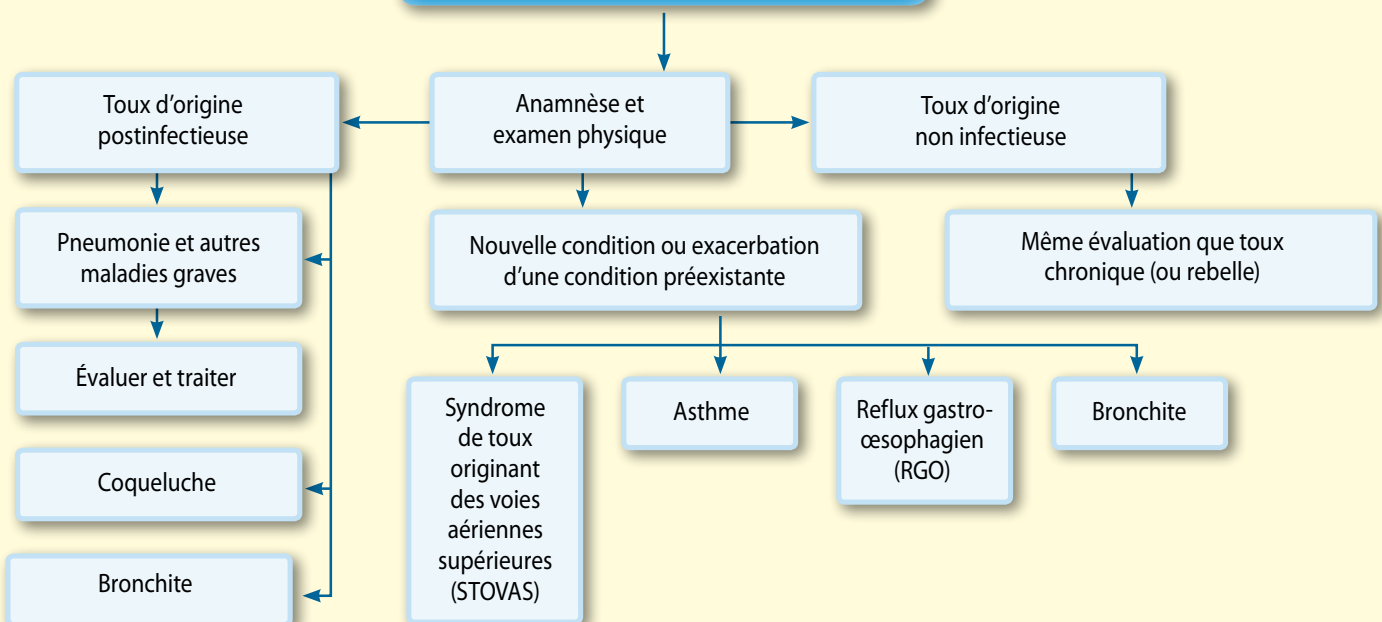 Toux d'origine
postinfectieuse
Anamnèse et
examen physique
Toux d'origine
non infectieuse
Pneumonie et autres
maladies graves
Nouvelle condition ou exacerbation
d'une condition préexistante
Même évaluation que toux
chronique (ou rebelle)
Évaluer et traiter
Syndrome
de toux
originant
des voies
aériennes
supérieures
(STOVAS)
Asthme
Reflux gastro-
œsophagien
(RGO)
Bronchite
Coqueluche
Bronchite